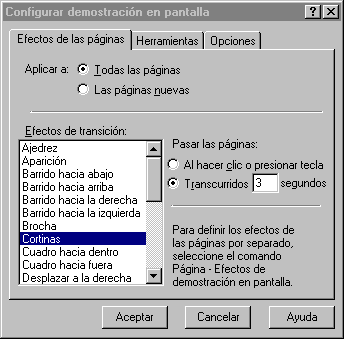 Configurar demostración en pantalla
Efectos de las páginas
Herramientas
Opciones
Aplicar a:
Todas las páginas
Las páginas nuevas
Efectos de transición:
Ajedrez
Aparición
Barrido hacia abajo
Barrido hacia arriba
Barrido hacia la derecha
Barrido hacia la izquierda
Brocha
Cortinas
Cuadro hacia dentro
Cuadro hacia fuera
Desplazar a la derecha
Pasar las páginas:
Al hacer clic o presionar tecla
Transcurridos 3 segundos
Para definir los efectos de
las páginas por separado,
seleccione el comando
Página - Efectos de
demostración en pantalla.
Aceptar
Cancelar
Ayuda